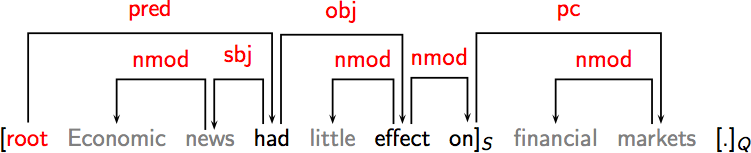 pred obj pc
nmod sbj nmod nmod nmod
[root Economic news had little effect on]S financial markets [.]Q